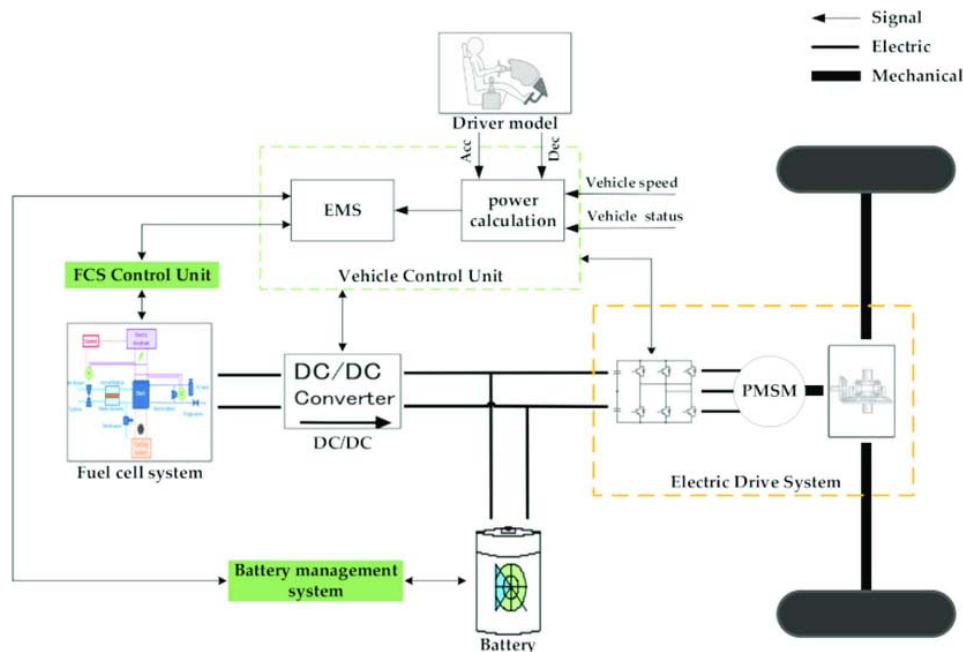 Signal
Electric
Mechanical
Driver model
Acc
Dec
Vehicle speed
Vehicle status
EMS
power
calculation
Vehicle Control Unit
FCS Control Unit
DC/DC
Converter
DC/DC
Fuel cell system
PMSM
Electric Drive System
Battery management
system
Battery